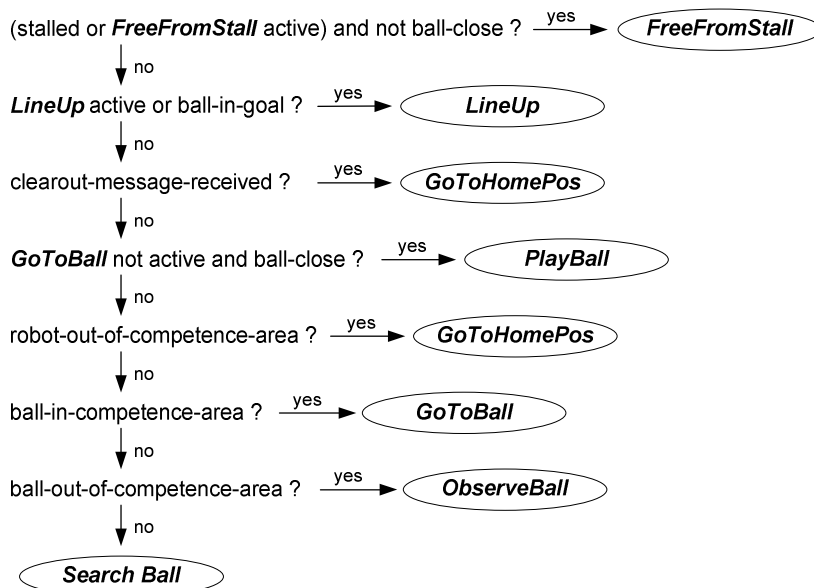 (stalled or FreeFromStall active) and not ball-close ? yes FreeFromStall
no
LineUp active or ball-in-goal ? yes LineUp
no
clearout-message-received ? yes GoToHomePos
no
GoToBall not active and ball-close ? yes PlayBall
no
robot-out-of-competence-area ? yes GoToHomePos
no
ball-in-competence-area ? yes GoToBall
no
ball-out-of-competence-area ? yes ObserveBall
no
Search Ball